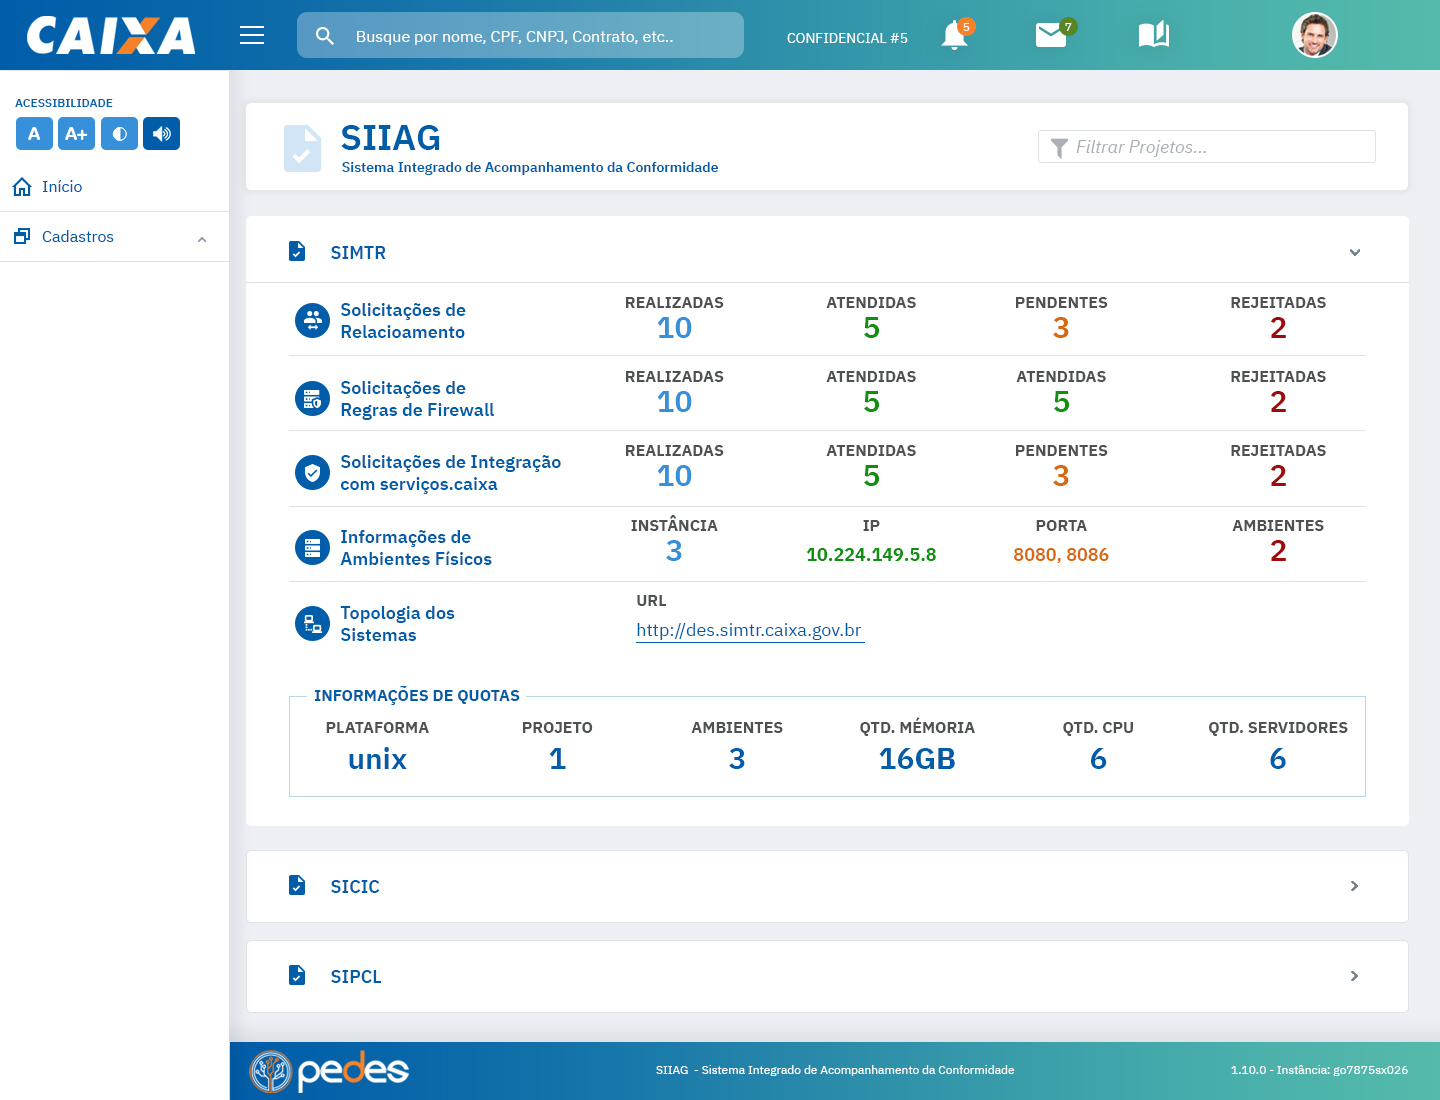 CAIXA
Busque por nome, CPF, CNPJ, Contrato, etc..
CONFIDENCIAL #5
5
7
ACESSIBILIDADE
A
A+
Início
Cadastros
SIIAG
Sistema Integrado de Acompanhamento da Conformidade
Filtrar Projetos...
SIMTR
Solicitações de
Relacioamento
REALIZADAS
10
ATENDIDAS
5
PENDENTES
3
REJEITADAS
2
Solicitações de
Regras de Firewall
REALIZADAS
10
ATENDIDAS
5
ATENDIDAS
5
REJEITADAS
2
Solicitações de Integração
com serviços.caixa
REALIZADAS
10
ATENDIDAS
5
PENDENTES
3
REJEITADAS
2
Informações de
Ambientes Físicos
INSTÂNCIA
3
IP
10.224.149.5.8
PORTA
8080, 8086
AMBIENTES
2
Topologia dos
Sistemas
URL
http://des.simtr.caixa.gov.br
INFORMAÇÕES DE QUOTAS
PLATAFORMA
unix
PROJETO
1
AMBIENTES
3
QTD. MÉMORIA
16GB
QTD. CPU
6
QTD. SERVIDORES
6
SICIC
SIPCL
pedes
SIIAG - Sistema Integrado de Acompanhamento da Conformidade
1.10.0 - Instância: go7875sx026